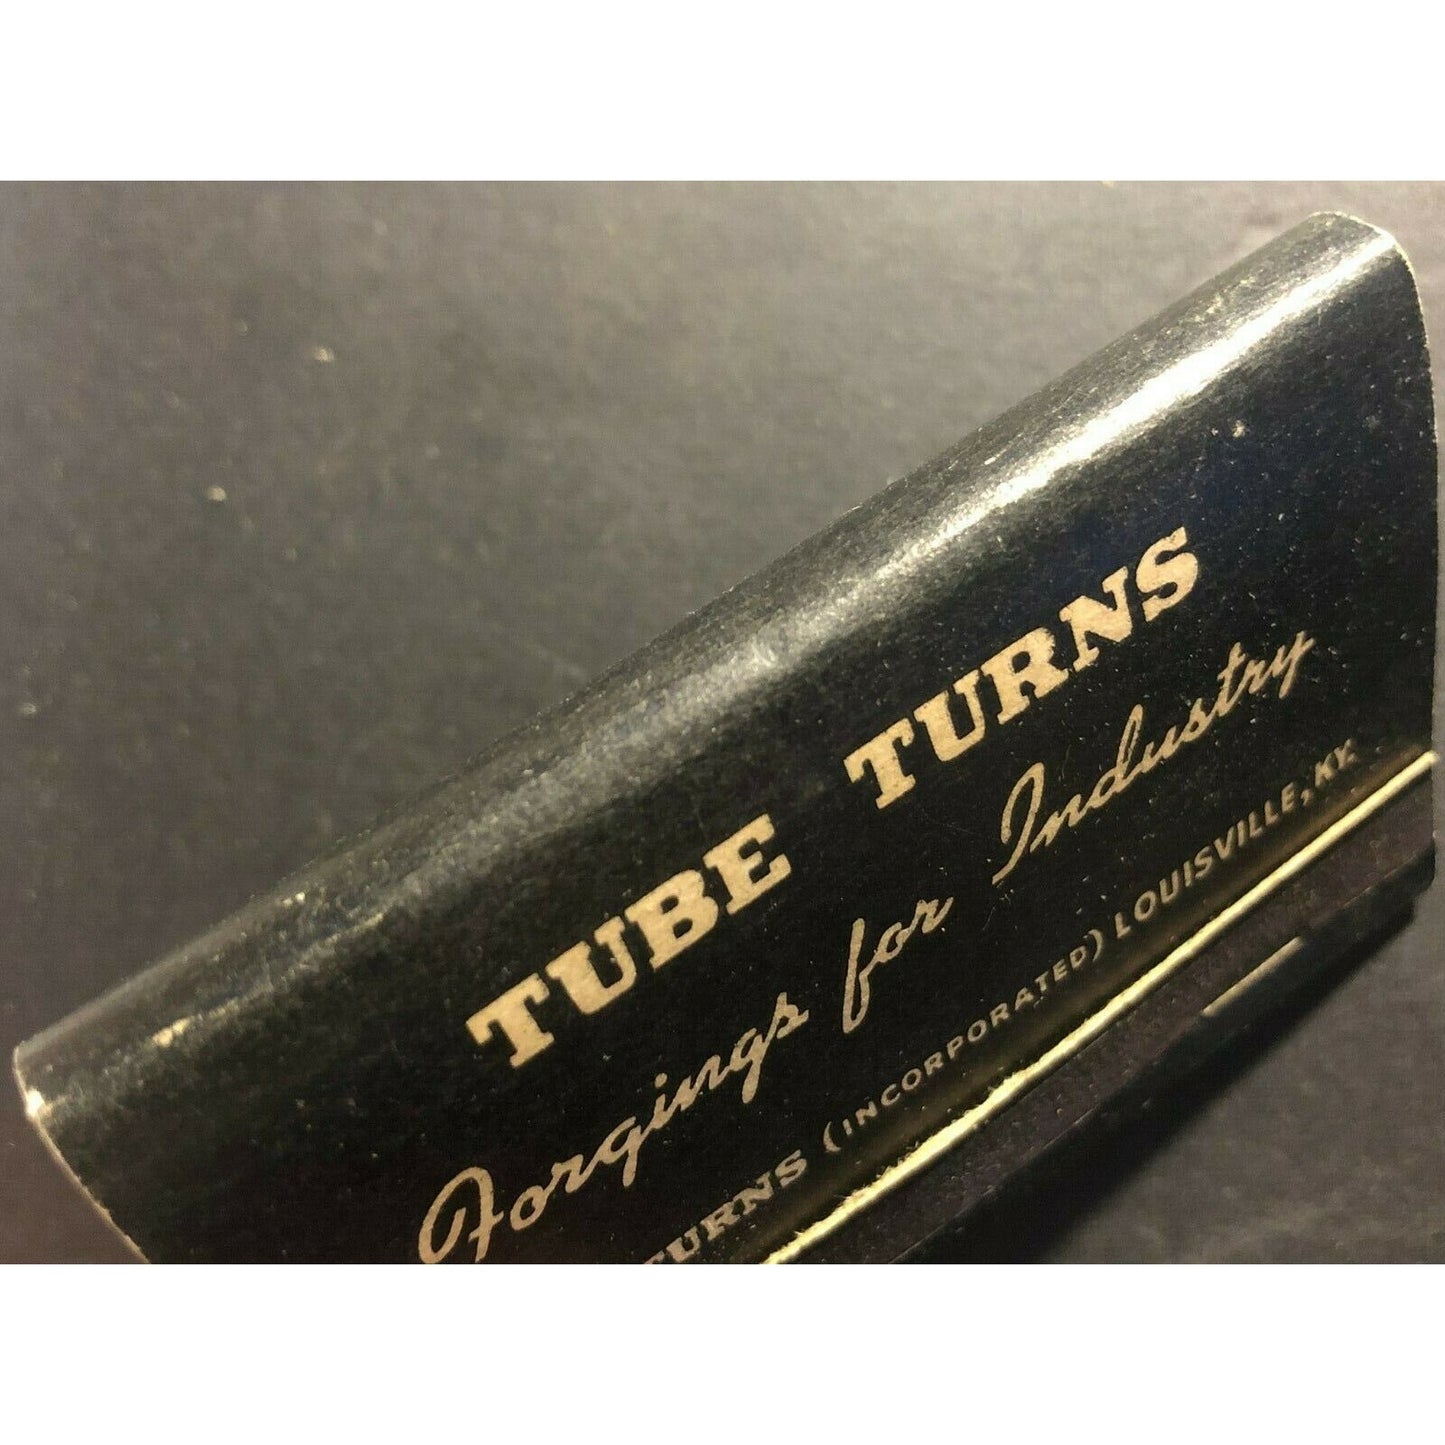 TUBE TURNS
Forgings for Industry
TURNS (INCORPORATED) LOUISVILLE, KY.